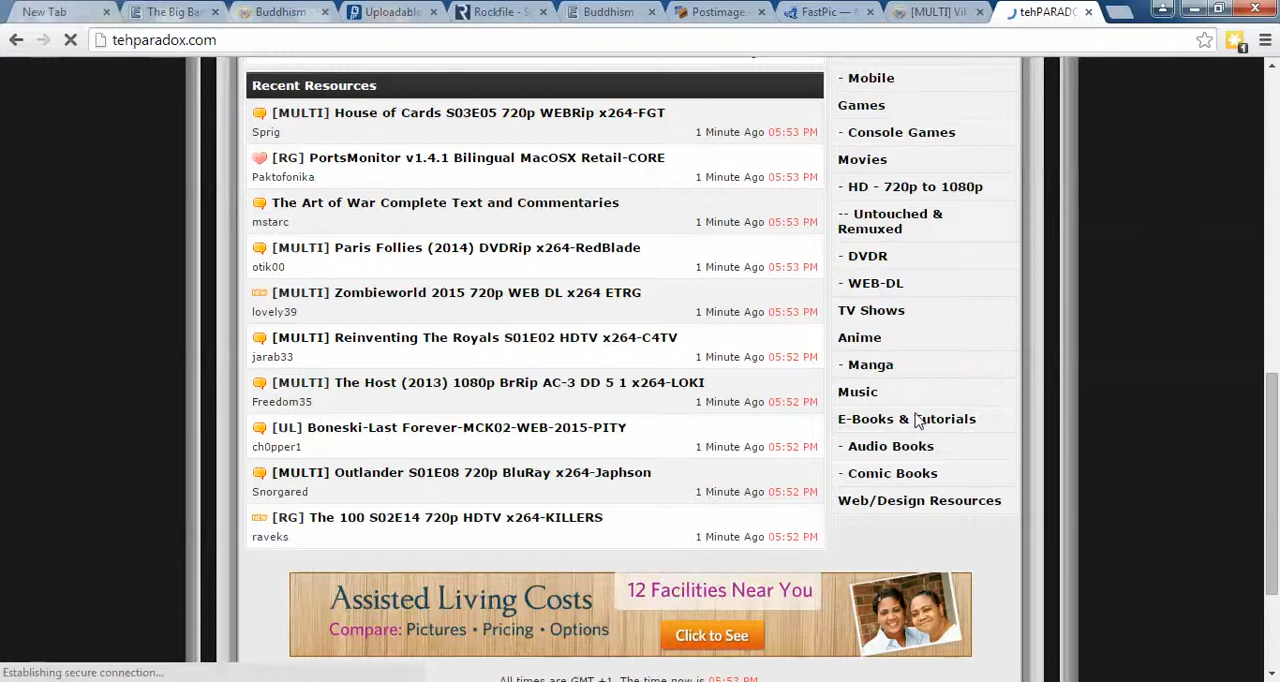 New Tab
The Big Ba
Buddhism
Uploadable
Rockfile - S
Buddhism
Postimage.
FastPic —
[MULTI] Vi
tehPARADO
tehparadox.com
1
Recent Resources
[MULTI] House of Cards S03E05 720p WEBRip x264-FGT
Sprig 1 Minute Ago 05:53 PM
[RG] PortsMonitor v1.4.1 Bilingual MacOSX Retail-CORE
Paktofonika 1 Minute Ago 05:53 PM
The Art of War Complete Text and Commentaries
mstarc 1 Minute Ago 05:53 PM
[MULTI] Paris Follies (2014) DVDRip x264-RedBlade
otik00 1 Minute Ago 05:53 PM
NEW [MULTI] Zombieworld 2015 720p WEB DL x264 ETRG
lovely39 1 Minute Ago 05:53 PM
[MULTI] Reinventing The Royals S01E02 HDTV x264-C4TV
jarab33 1 Minute Ago 05:52 PM
[MULTI] The Host (2013) 1080p BrRip AC-3 DD 5 1 x264-LOKI
Freedom35 1 Minute Ago 05:52 PM
[UL] Boneski-Last Forever-MCK02-WEB-2015-PITY
ch0pper1 1 Minute Ago 05:52 PM
[MULTI] Outlander S01E08 720p BluRay x264-Japhson
Snorgared 1 Minute Ago 05:52 PM
NEW [RG] The 100 S02E14 720p HDTV x264-KILLERS
raveks 1 Minute Ago 05:52 PM
- Mobile
Games
- Console Games
Movies
- HD - 720p to 1080p
-- Untouched &
Remuxed
- DVDR
- WEB-DL
TV Shows
Anime
- Manga
Music
E-Books & Tutorials
- Audio Books
- Comic Books
Web/Design Resources
Assisted Living Costs
Compare: Pictures • Pricing • Options
12 Facilities Near You
Click to See
All times are GMT +1. The time now is 05:53 PM.
Establishing secure connection...